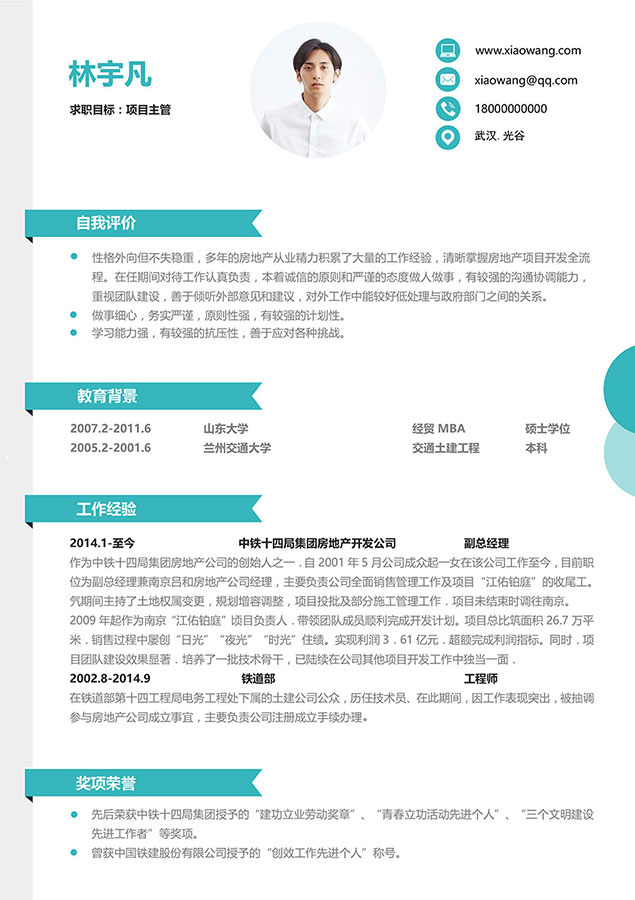 林宇凡
求职目标：项目主管
www.xiaowang.com
xiaowang@qq.com
18000000000
武汉. 光谷
自我评价
性格外向但不失稳重，多年的房地产从业精力积累了大量的工作经验，清晰掌握房地产项目开发全流
程。在任期间对待工作认真负责，本着诚信的原则和严谨的态度做人做事，有较强的沟通协调能力，
重视团队建设，善于倾听外部意见和建议，对外工作中能较好低处理与政府部门之间的关系。
做事细心，务实严谨，原则性强，有较强的计划性。
学习能力强，有较强的抗压性，善于应对各种挑战。
教育背景
2007.2-2011.6 山东大学 经贸 MBA 硕士学位
2005.2-2001.6 兰州交通大学 交通土建工程 本科
工作经验
2014.1-至今 中铁十四局集团房地产开发公司 副总经理
作为中铁十四局集团房地产公司的创始人之一．自 2001 年 5 月公司成众起一女在该公司工作至今，目前职
位为副总经理兼南京吕和房地产公司经理，主要负责公司全面销售管理工作及项目“江佑铂庭”的收尾工。
凭期间主持了土地权属变更，规划增容调整，项目投批及部分施工管理工作．项目未结束时调往南京。
2009 年起作为南京“江佑铂庭”顷目负责人．带领团队成员顺利完成开发计划。项目总比筑面积 26.7 万平
米．销售过程中屡创“日光”“夜光”“时光”佳绩。实现利润 3．61 亿元．超额完成利润指标。同时．项
目团队建设效果显著．培养了一批技术骨干，已陆续在公司其他项目开发工作中独当一面．
2002.8-2014.9 铁道部 工程师
在铁道部第十四工程局电务工程处下属的土建公司公众，历任技术员、在此期间，因工作表现突出，被抽调
参与房地产公司成立事宜，主要负责公司注册成立手续办理。
奖项荣誉
先后荣获中铁十四局集团授予的“建功立业劳动奖章”、“青春立功活动先进个人”、“三个文明建设
先进工作者”等奖项。
曾获中国铁建股份有限公司授予的“创效工作先进个人”称号。